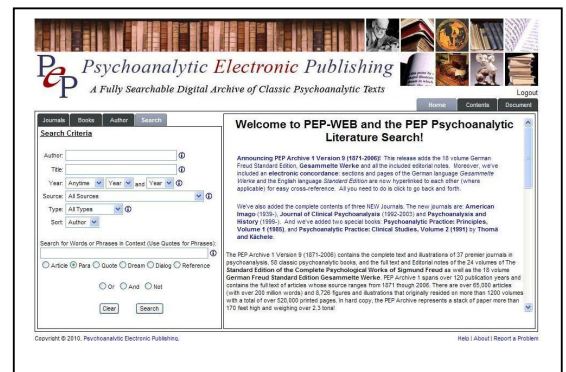 PEP
Psychoanalytic Electronic Publishing
A Fully Searchable Digital Archive of Classic Psychoanalytic Texts
Logout
Home Contents Document
Journals Books Author Search
Search Criteria
Author:
Title:
Year: Anytime Year and Year
Source: All Sources
Type: All Types
Sort: Author
Search for Words or Phrases in Context (Use Quotes for Phrases):
Article Para Quote Dream Dialog Reference
Or And Not
Clear Search
Welcome to PEP-WEB and the PEP Psychoanalytic
Literature Search!
Announcing PEP Archive 1 Version 9 (1871-2006)! This release adds the 18 volume German
Freud Standard Edition, Gesammelte Werke and all the included editorial notes. Moreover, we've
included an electronic concordance: sections and pages of the German language Gesammelte
Werke and the English language Standard Edition are now hyperlinked to each other (where
applicable) for easy cross-reference. All you need to do is click to go back and forth.
We've also added the complete contents of three NEW Journals. The new journals are: American
Imago (1939-), Journal of Clinical Psychoanalysis (1992-2003) and Psychoanalysis and
History (1999-). And we've added two special books: Psychoanalytic Practice: Principles,
Volume 1 (1985), and Psychoanalytic Practice: Clinical Studies, Volume 2 (1991) by Thomä
and Kächele.
The PEP Archive 1 Version 9 (1871-2006) contains the complete text and illustrations of 37 premier journals in
psychoanalysis, 58 classic psychoanalytic books, and the full text and Editorial notes of the 24 volumes of The
Standard Edition of the Complete Psychological Works of Sigmund Freud as well as the 18 volume
German Freud Standard Edition Gesammelte Werke. PEP Archive 1 spans over 120 publication years and
contains the full text of articles whose source ranges from 1871 though 2006. There are over 65,000 articles
(with over 200 million words) and 8,726 figures and illustrations that originally resided on more than 1200 volumes
with a total of over 520,000 printed pages. In hard copy, the PEP Archive represents a stack of paper more than
170 feet high and weighing over 2.3 tons!
Copyright © 2010, Psychoanalytic Electronic Publishing.
Help | About | Report a Problem